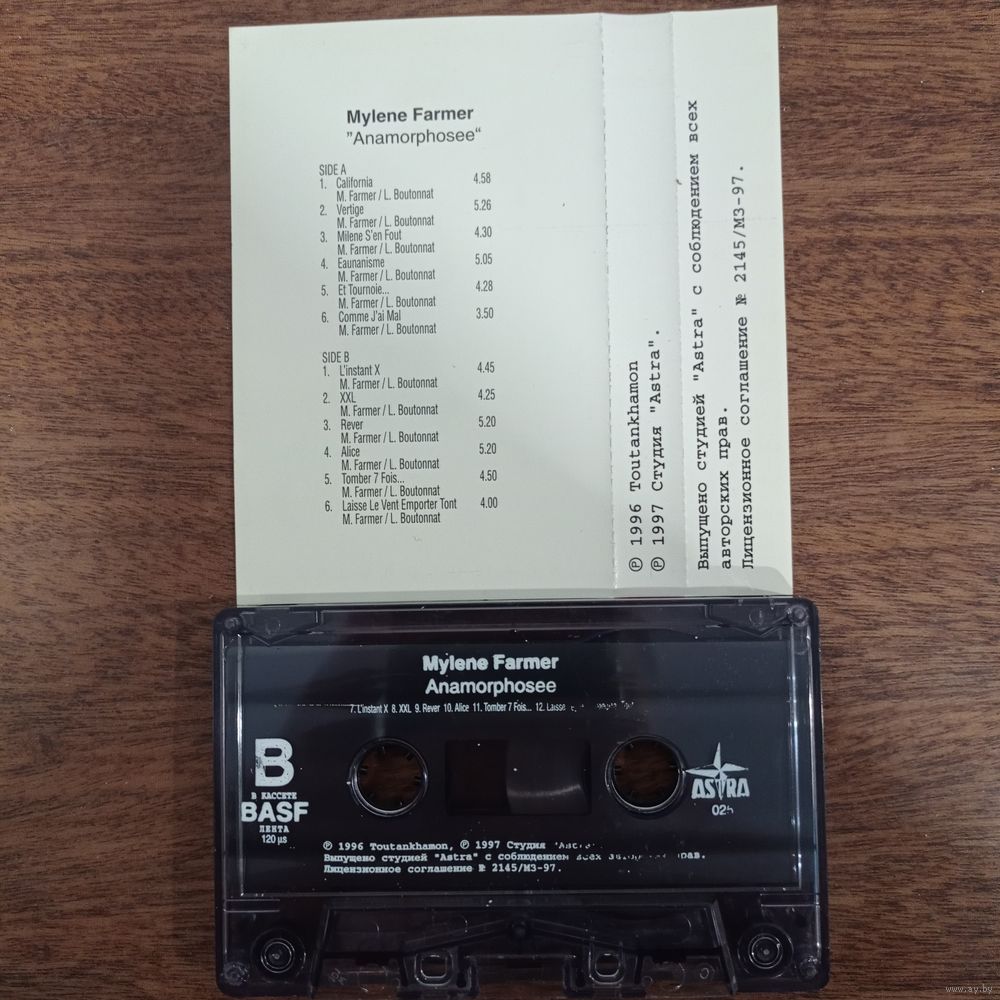 Mylene Farmer
"Anamorphosee"
SIDE A
1. California 4.58
M. Farmer / L. Boutonnat
2. Vertige 5.26
M. Farmer / L. Boutonnat
3. Milene S'en Fout 4.30
M. Farmer / L. Boutonnat
4. Eaunanisme 5.05
M. Farmer / L. Boutonnat
5. Et Tournoie... 4.28
M. Farmer / L. Boutonnat
6. Comme J'ai Mal 3.50
M. Farmer / L. Boutonnat
SIDE B
1. L'instant X 4.45
M. Farmer / L. Boutonnat
2. XXL 4.25
M. Farmer / L. Boutonnat
3. Rever 5.20
M. Farmer / L. Boutonnat
4. Alice 5.20
M. Farmer / L. Boutonnat
5. Tomber 7 Fois... 4.50
M. Farmer / L. Boutonnat
6. Laisse Le Vent Emporter Tont 4.00
M. Farmer / L. Boutonnat
℗ 1996 Toutankhamon
℗ 1997 Студия "Astra".
Выпущено студией "Astra" с соблюдением всех
авторских прав.
Лицензионное соглашение № 2145/МЗ-97.
Mylene Farmer
Anamorphosee
7. L'instant X 8. XXL 9. Rever 10. Alice 11. Tomber 7 Fois... 12. Laisse
B
В КАССЕТЕ
BASF
ЛЕНТА
120 µs
ASTRA
℗ 1996 Toutankhamon, ℗ 1997 Студия
Выпущено студией "Astra" с соблюдением всех прав.
Лицензионное соглашение № 2145/МЗ-97.
www.ay.by